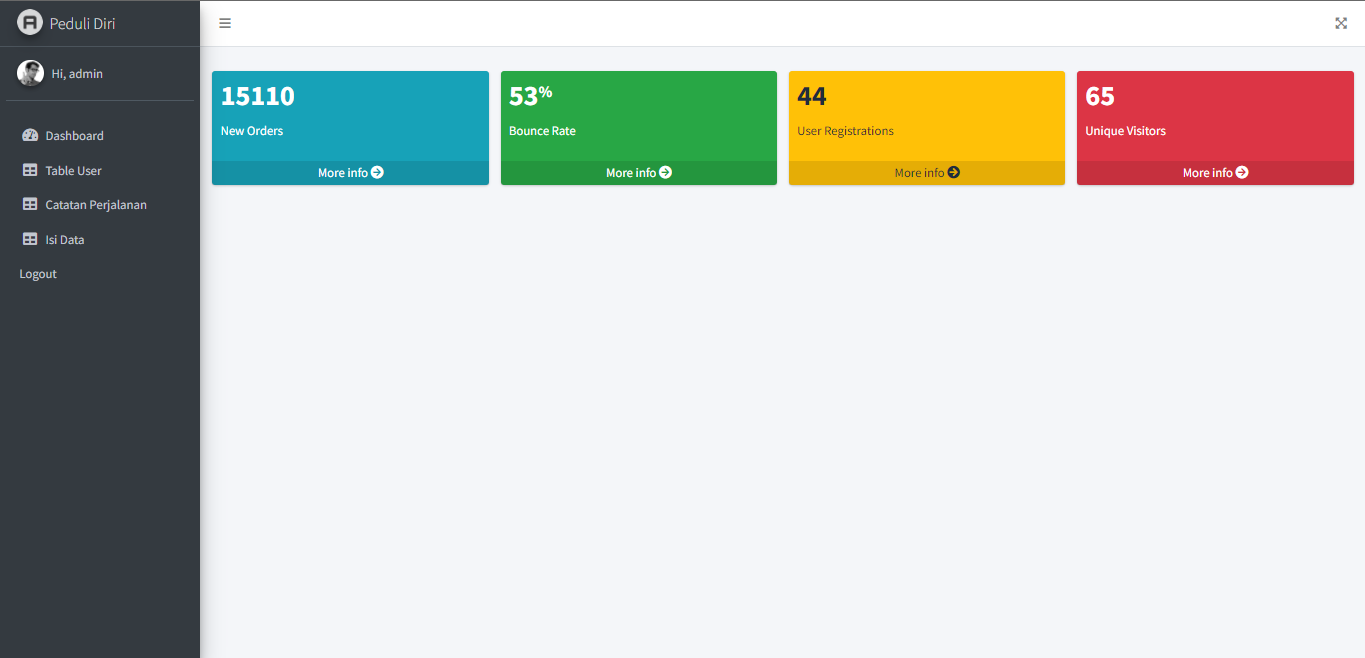 Peduli Diri
Hi, admin
Dashboard
Table User
Catatan Perjalanan
Isi Data
Logout
15110
New Orders
More info
53%
Bounce Rate
More info
44
User Registrations
More info
65
Unique Visitors
More info